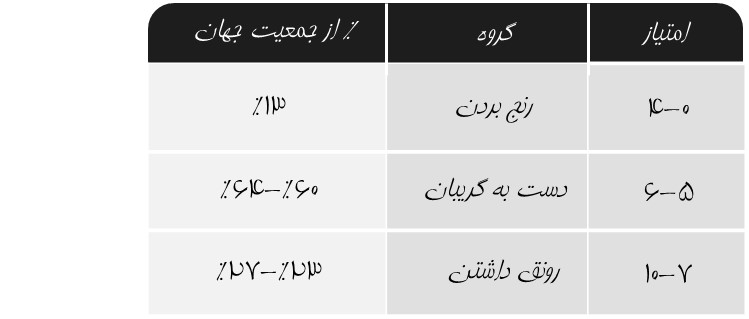 امتیاز گروه ٪ از جمعیت جهان
۰-۴ رنج بردن ۱۳٪
۵-۶ دست به گریبان ۶۰٪-۶۴٪
۷-۱۰ رونق داشتن ۲۳٪-۲۷٪